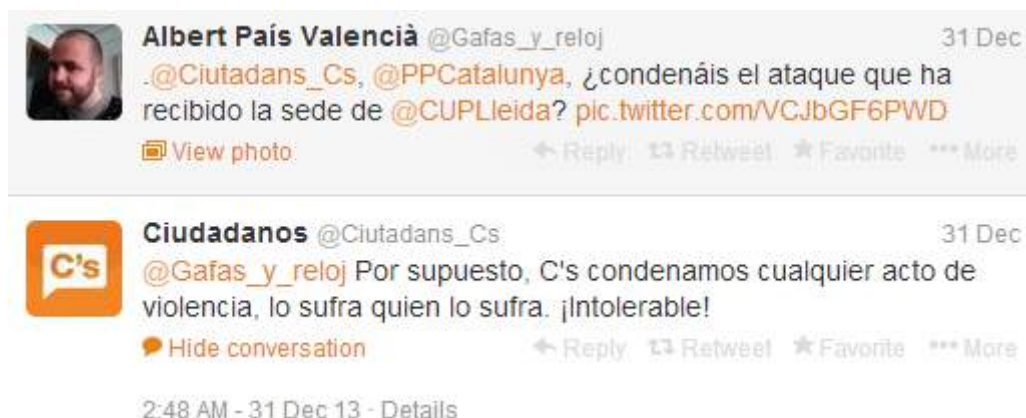 Albert País Valencià @Gafas_y_reloj 31 Dec
.@Ciutadans_Cs, @PPCatalunya, ¿condenáis el ataque que ha
recibido la sede de @CUPLleida? pic.twitter.com/VCJbGF6PWD
View photo Reply Retweet Favorite More
Ciudadanos @Ciutadans_Cs 31 Dec
C's
@Gafas_y_reloj Por supuesto, C's condenamos cualquier acto de
violencia, lo sufra quien lo sufra. ¡Intolerable!
Hide conversation Reply Retweet Favorite More
2:48 AM - 31 Dec 13 · Details